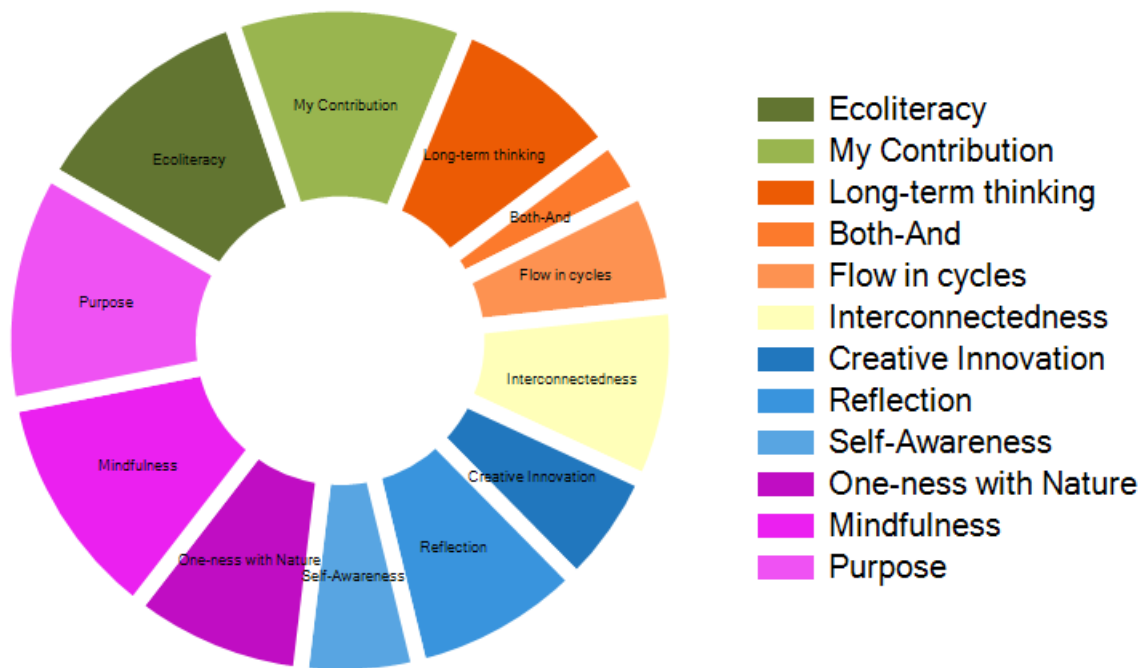 My Contribution
Ecoliteracy
Long-term thinking
Both-And
Flow in cycles
Purpose
Interconnectedness
Mindfulness
Creative Innovation
Reflection
One-ness with Nature
Self-Awareness
Ecoliteracy
My Contribution
Long-term thinking
Both-And
Flow in cycles
Interconnectedness
Creative Innovation
Reflection
Self-Awareness
One-ness with Nature
Mindfulness
Purpose